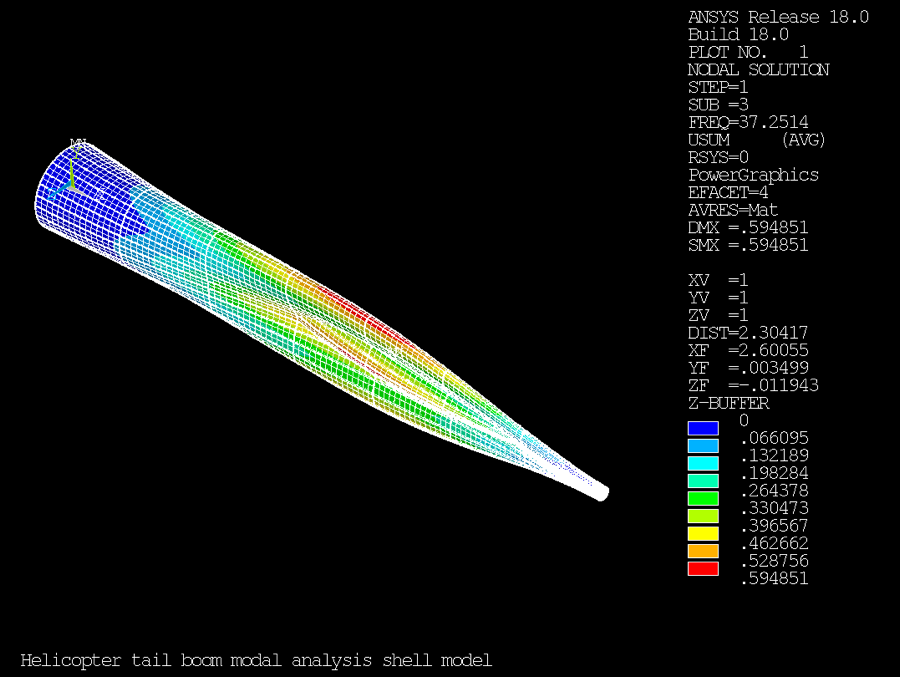 ANSYS Release 18.0
Build 18.0
PLOT NO. 1
NODAL SOLUTION
STEP=1
SUB =3
FREQ=37.2514
USUM (AVG)
RSYS=0
PowerGraphics
EFACET=4
AVRES=Mat
DMX =.594851
SMX =.594851
XV =1
YV =1
ZV =1
DIST=2.30417
XF =2.60055
YF =.003499
ZF =-.011943
Z-BUFFER
0
.066095
.132189
.198284
.264378
.330473
.396567
.462662
.528756
.594851
MN
Helicopter tail boom modal analysis shell model